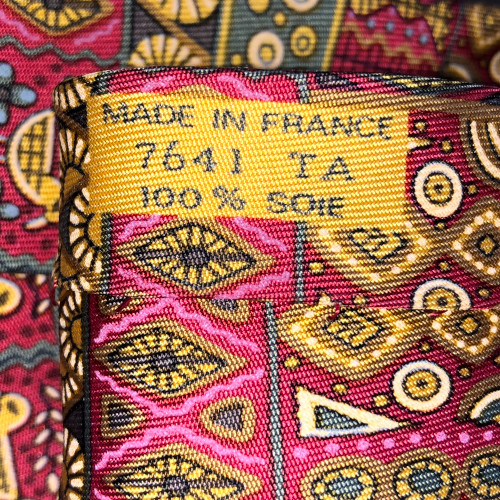 MADE IN FRANCE
7641 TA
100 % SOIE